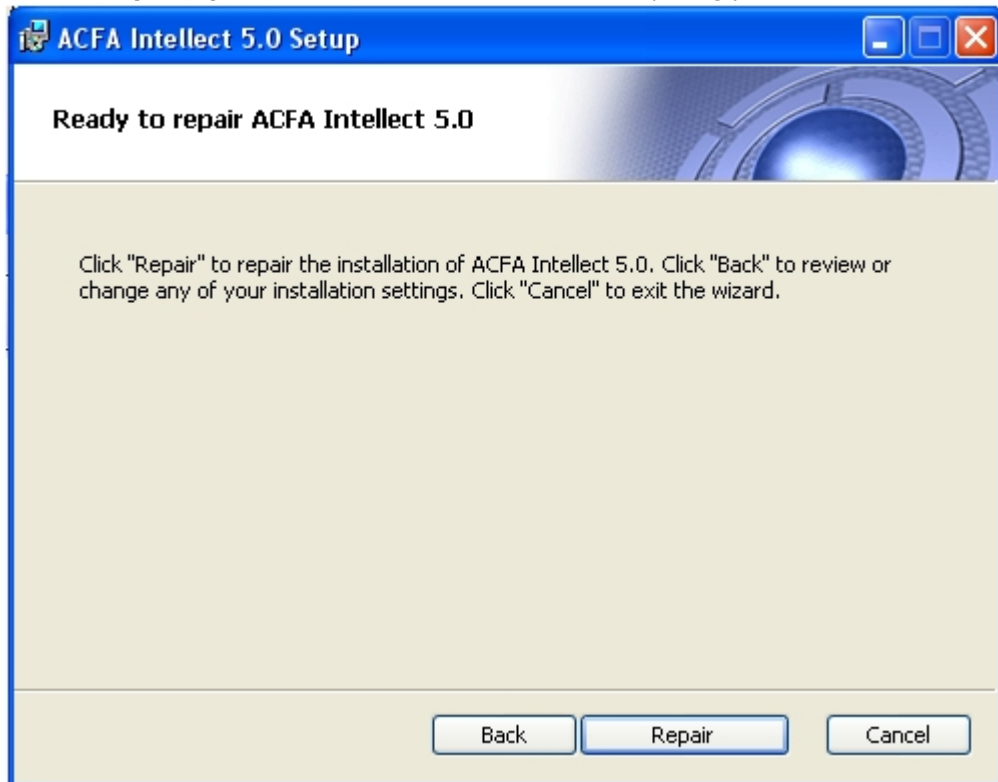 ACFA Intellect 5.0 Setup
Ready to repair ACFA Intellect 5.0
Click "Repair" to repair the installation of ACFA Intellect 5.0. Click "Back" to review or
change any of your installation settings. Click "Cancel" to exit the wizard.
Back Repair Cancel